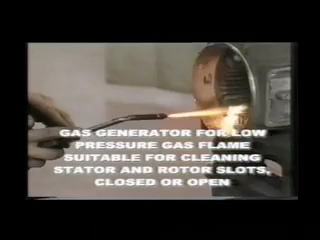 GAS GENERATOR FOR LOW
PRESSURE GAS FLAME
SUITABLE FOR CLEANING
STATOR AND ROTOR SLOTS,
CLOSED OR OPEN